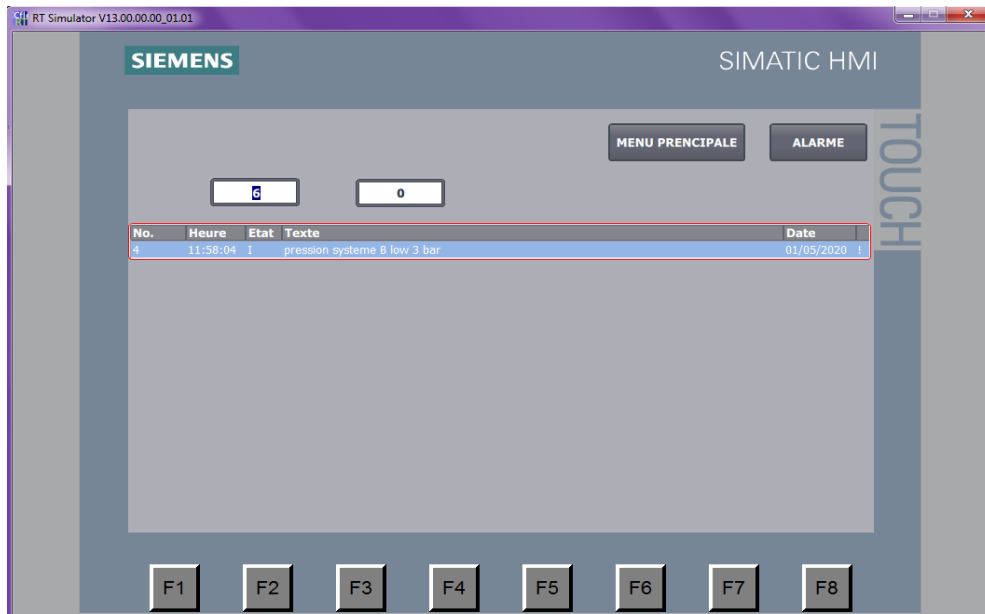 RT Simulator V13.00.00.00_01.01
SIEMENS
SIMATIC HMI
TOUCH
MENU PRENCIPALE
ALARME
6
0
No. Heure Etat Texte Date
4 11:58:04 I pression systeme B low 3 bar 01/05/2020 !
F1 F2 F3 F4 F5 F6 F7 F8